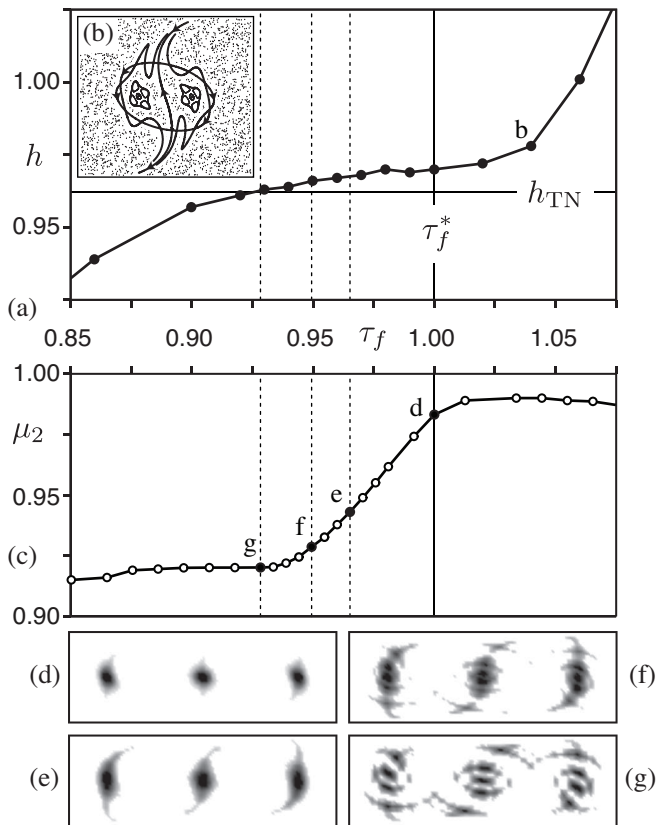 (b)
1.00
h
b
0.95
h_TN
τ_f^*
(a)
0.85 0.90 0.95 τ_f 1.00 1.05
1.00
μ_2
d
0.95
e
f
g
(c)
0.90
(d)
(f)
(e)
(g)